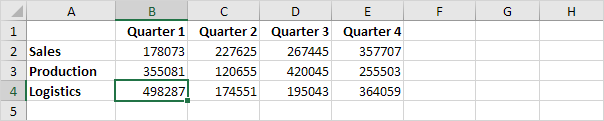 A B C D E F G H
1 Quarter 1 Quarter 2 Quarter 3 Quarter 4
2 Sales 178073 227625 267445 357707
3 Production 355081 120655 420045 255503
4 Logistics 498287 174551 195043 364059
5